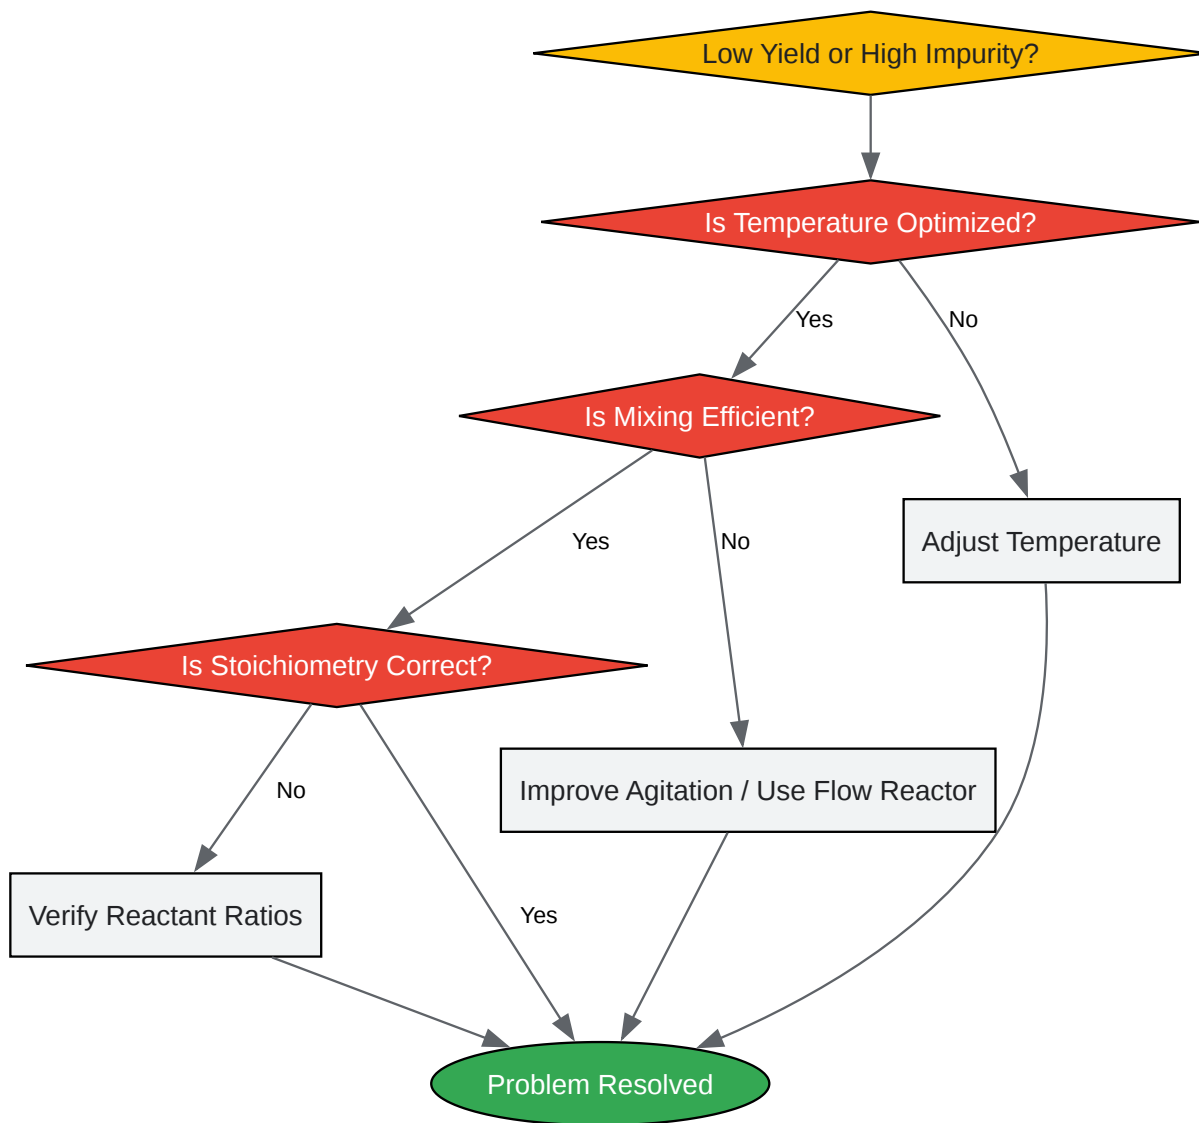 Low Yield or High Impurity?
Is Temperature Optimized?
Yes
No
Is Mixing Efficient?
Yes
No
Adjust Temperature
Is Stoichiometry Correct?
No
Improve Agitation / Use Flow Reactor
Verify Reactant Ratios
Yes
Problem Resolved